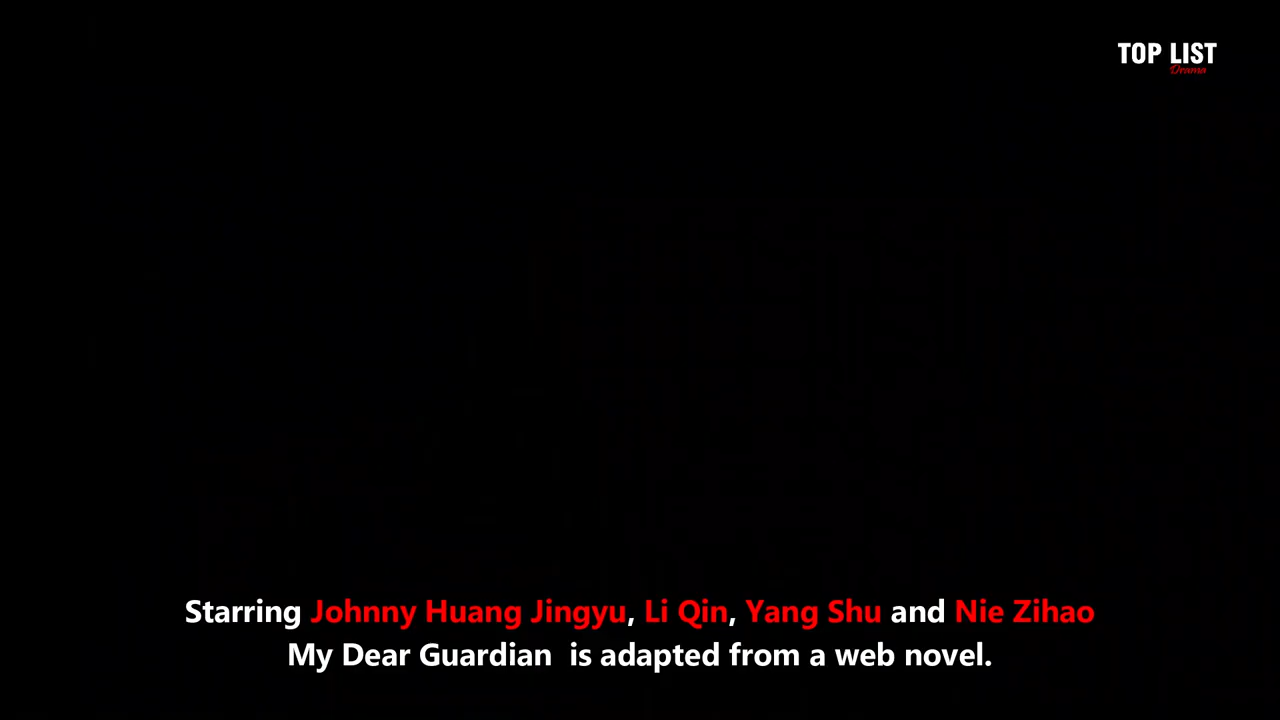 TOP LIST
Drama
Starring Johnny Huang Jingyu, Li Qin, Yang Shu and Nie Zihao
My Dear Guardian  is adapted from a web novel.